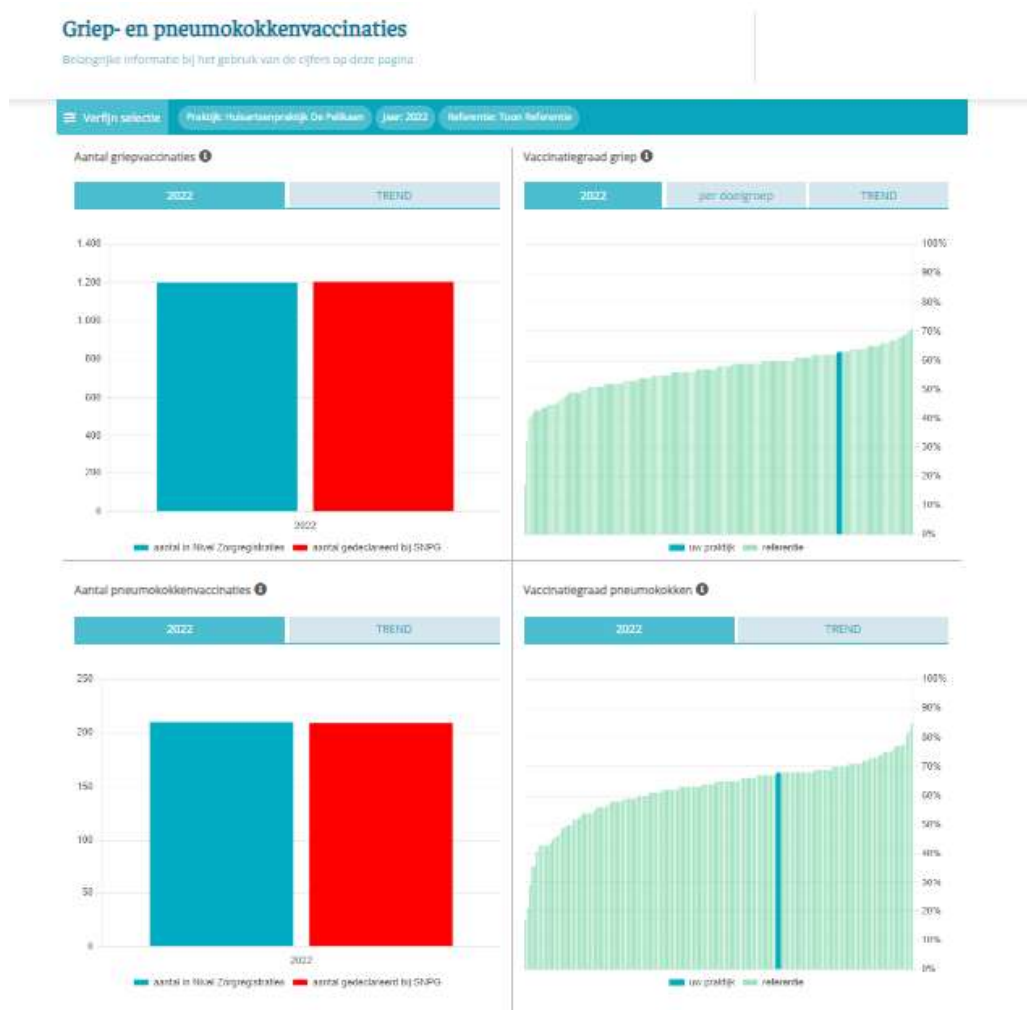 Griep- en pneumokokkenvaccinaties
Belangrijke informatie bij het gebruik van de cijfers op deze pagina
Verfijn selectie
Praktijk: Huisartsenpraktijk De Pelikaan
Jaar: 2022
Referentie: Toon Referentie
Aantal griepvaccinaties
2022
TREND
1.400
1.200
1.000
800
600
400
200
0
2022
aantal in Nivel Zorgregistraties
aantal gedeclareerd bij SNPG
Vaccinatiegraad griep
2022
per doelgroep
TREND
100%
90%
80%
70%
60%
50%
40%
30%
20%
10%
0%
uw praktijk
referentie
Aantal pneumokokkenvaccinaties
2022
TREND
250
200
150
100
50
0
2022
aantal in Nivel Zorgregistraties
aantal gedeclareerd bij SNPG
Vaccinatiegraad pneumokokken
2022
TREND
100%
90%
80%
70%
60%
50%
40%
30%
20%
10%
0%
uw praktijk
referentie